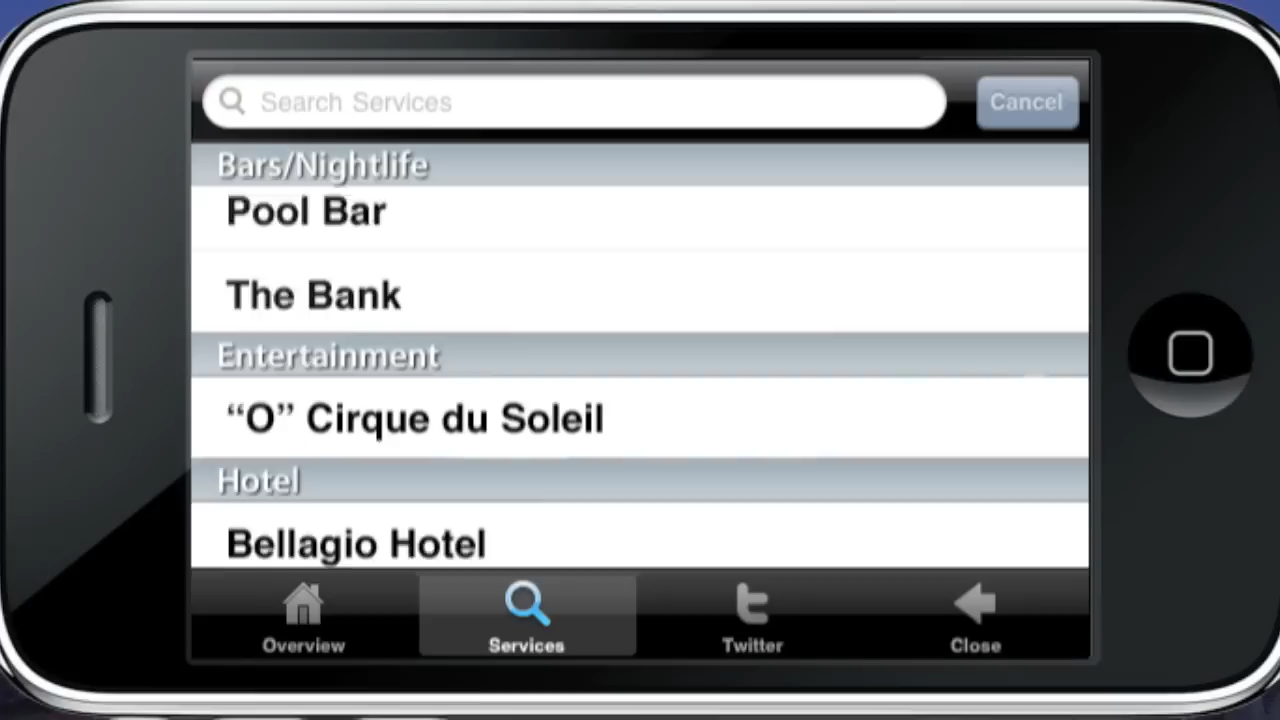 Search Services
Cancel
Bars/Nightlife
Pool Bar
The Bank
Entertainment
“O” Cirque du Soleil
Hotel
Bellagio Hotel
Overview
Services
Twitter
Close